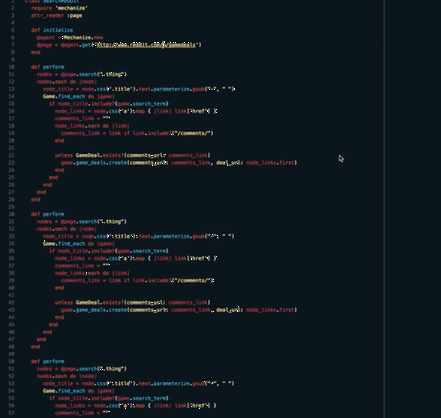 class
require 'mechanize'
attr_reader :page
def initialize
@agent = Mechanize.new
@page = @agent.get
end
def perform
nodes = @page.search(".thing")
nodes.each do |node|
node_title = node.css(".title").text.parameterize.gsub("-", " ")
Game.find_each do |game|
if node_title.include?(game.search_term)
node_links = node.css("a").map { |link| link["href"] }
comments_link = ""
node_links.each do |link|
comments_link = link if link.include?("/comments/")
end
unless GameDeal.exists?(comments_url: comments_link)
game.game_deals.create(comments_url: comments_link, deal_url: node_links.first)
end
end
end
end
end
def perform
nodes = @page.search(".thing")
nodes.each do |node|
node_title = node.css(".title").text.parameterize.gsub("-", " ")
Game.find_each do |game|
if node_title.include?(game.search_term)
node_links = node.css("a").map { |link| link["href"] }
comments_link = ""
node_links.each do |link|
comments_link = link if link.include?("/comments/")
end
unless GameDeal.exists?(comments_url: comments_link)
game.game_deals.create(comments_url: comments_link, deal_url: node_links.first)
end
end
end
end
end
def perform
nodes = @page.search(".thing")
nodes.each do |node|
node_title = node.css(".title").text.parameterize.gsub("-", " ")
Game.find_each do |game|
if node_title.include?(game.search_term)
node_links = node.css("a").map { |link| link["href"] }
comments_link = ""